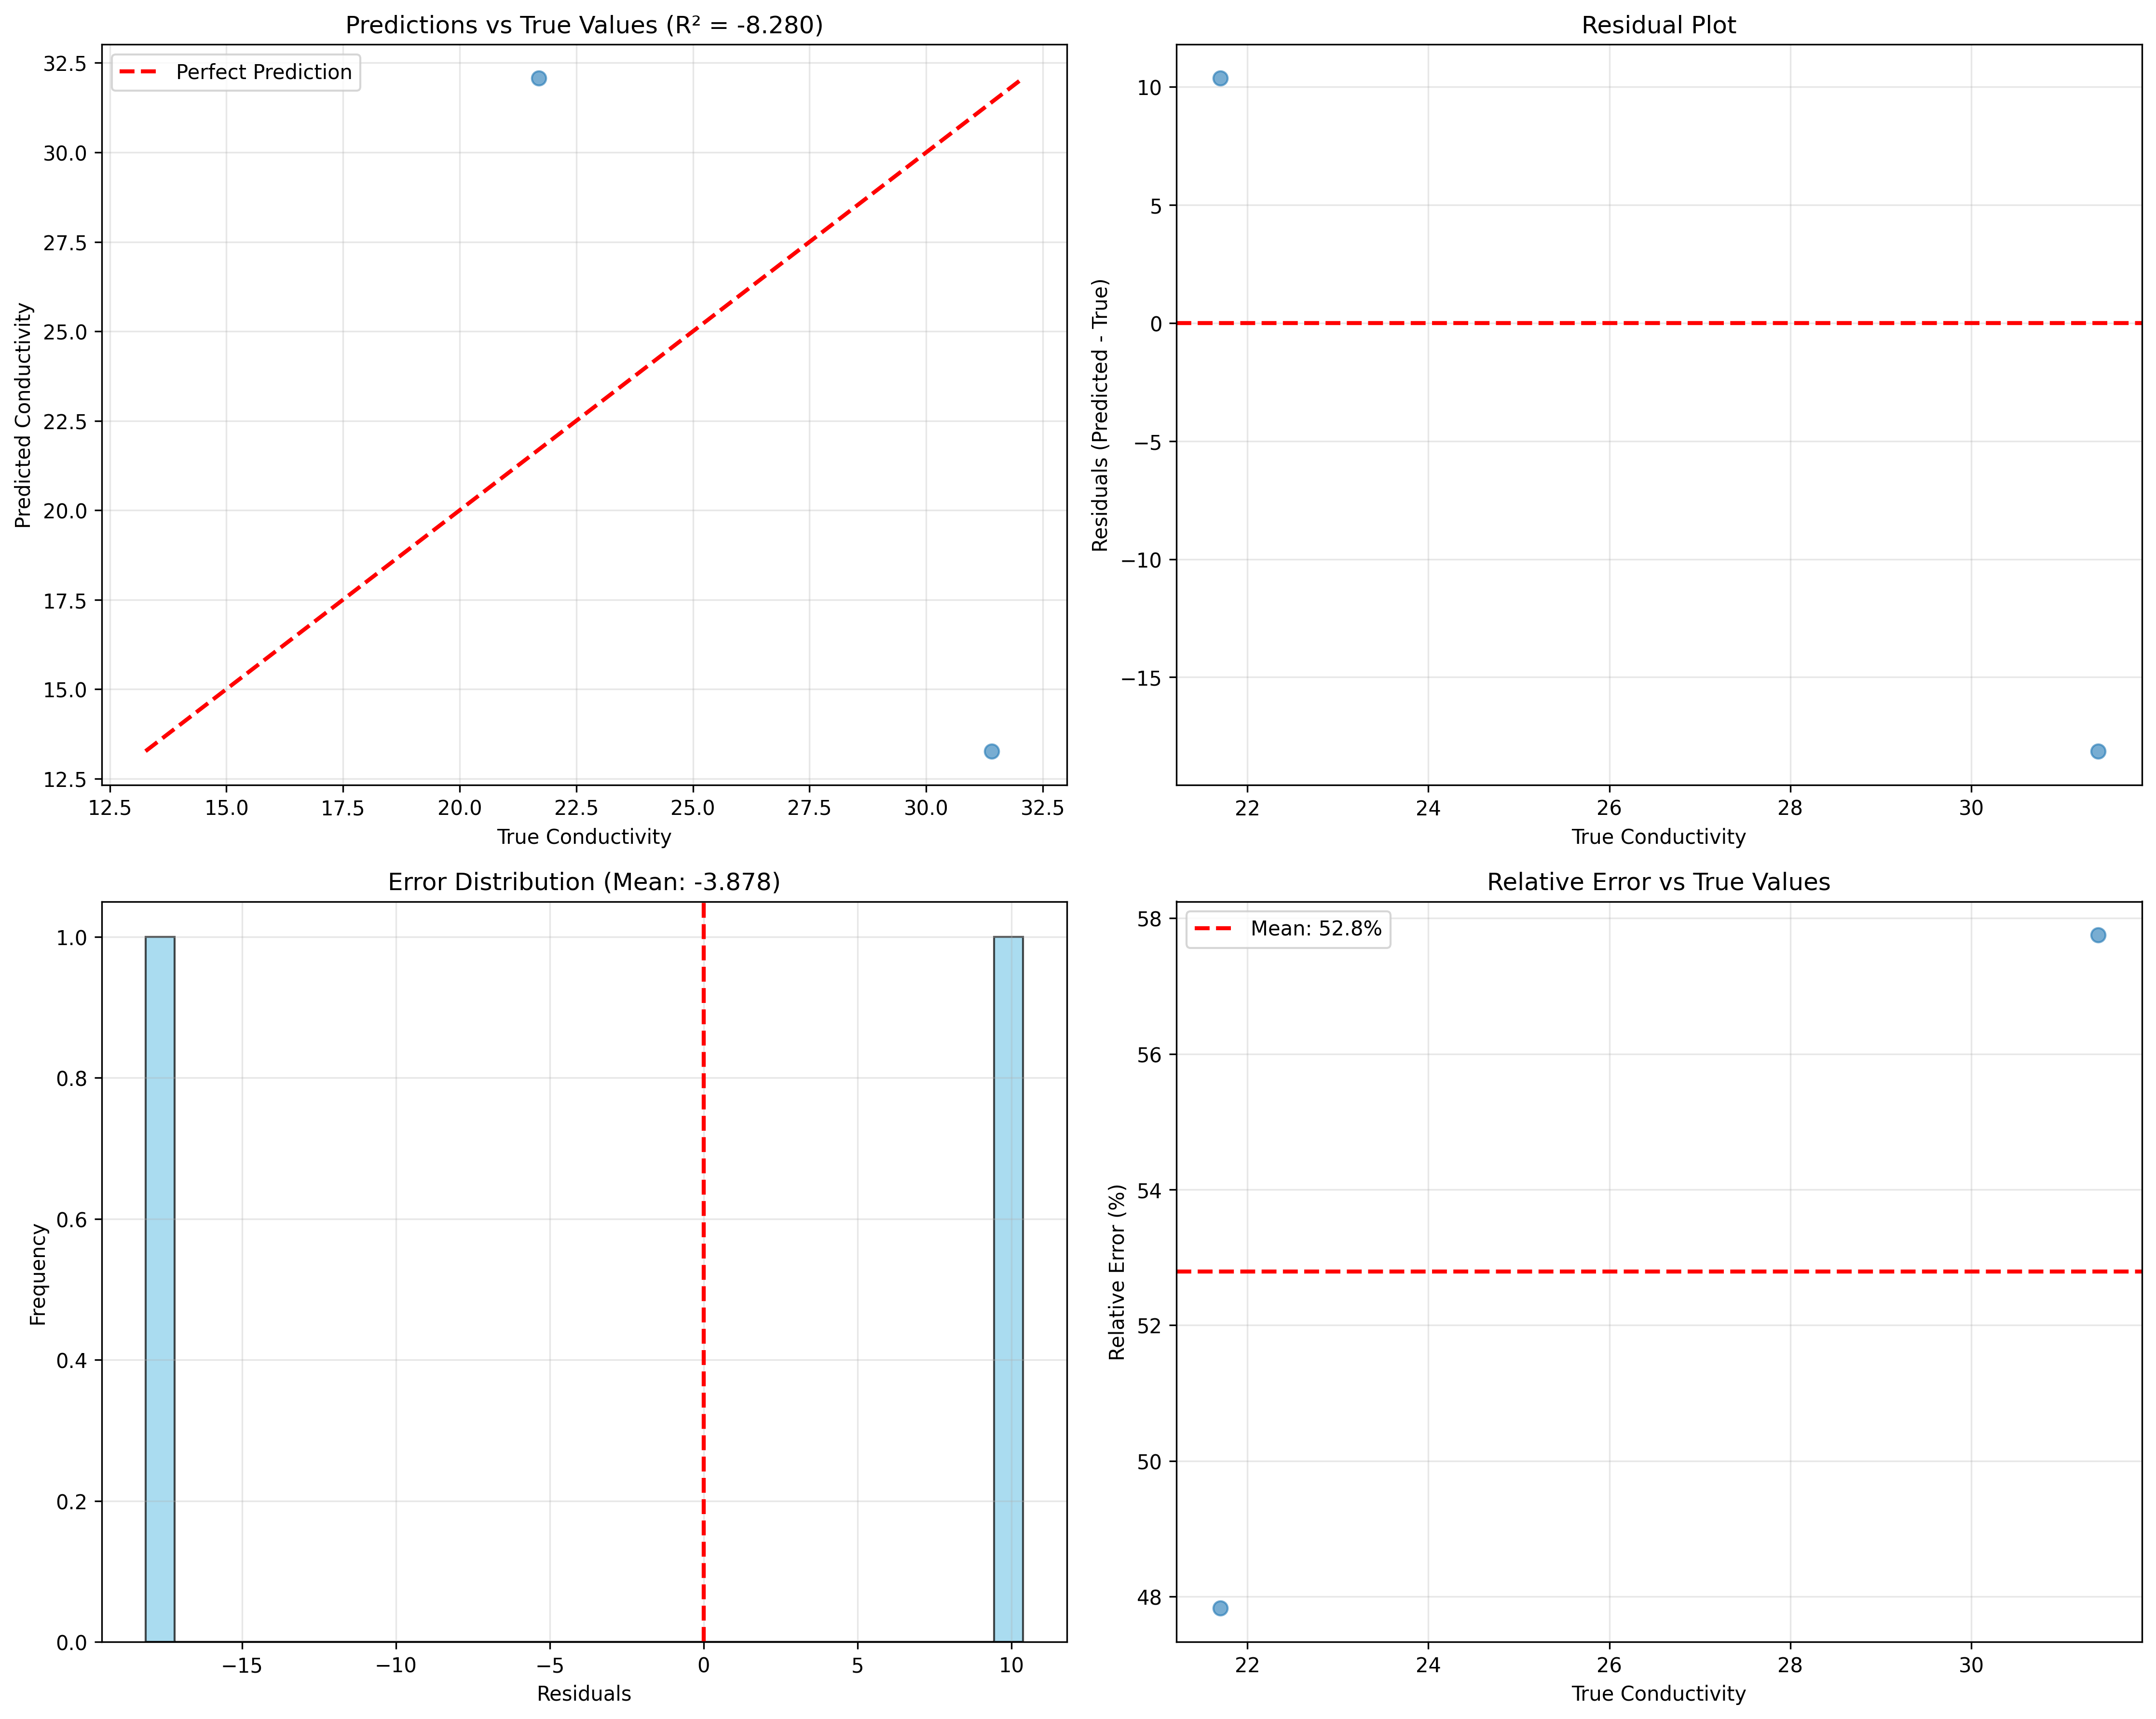 Predictions vs True Values (R² = -8.280)
Perfect Prediction
32.5
30.0
27.5
25.0
22.5
20.0
17.5
15.0
12.5
Predicted Conductivity
12.5 15.0 17.5 20.0 22.5 25.0 27.5 30.0 32.5
True Conductivity
Residual Plot
10
5
0
−5
−10
−15
Residuals (Predicted - True)
22 24 26 28 30
True Conductivity
Error Distribution (Mean: -3.878)
1.0
0.8
0.6
0.4
0.2
0.0
Frequency
−15 −10 −5 0 5 10
Residuals
Relative Error vs True Values
Mean: 52.8%
58
56
54
52
50
48
Relative Error (%)
22 24 26 28 30
True Conductivity